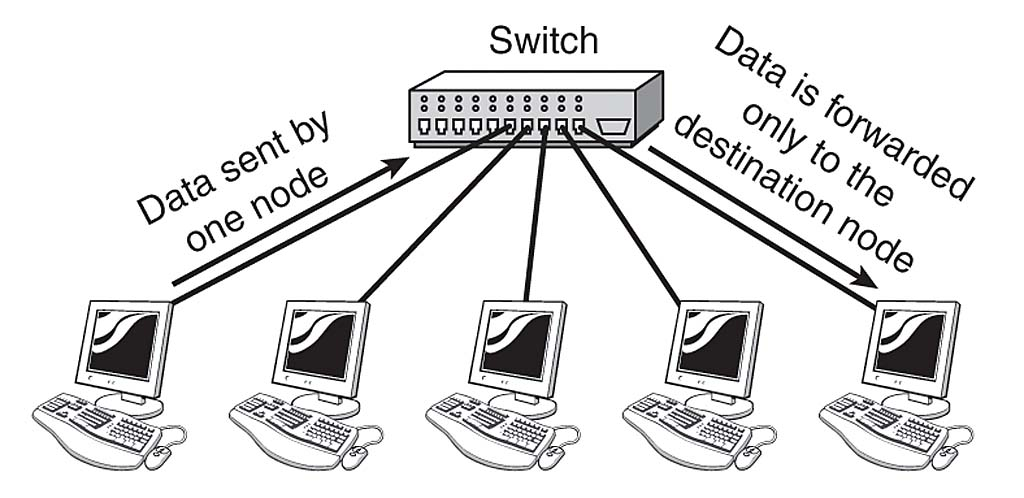 Switch
Data sent by
one node
Data is forwarded
only to the
destination node